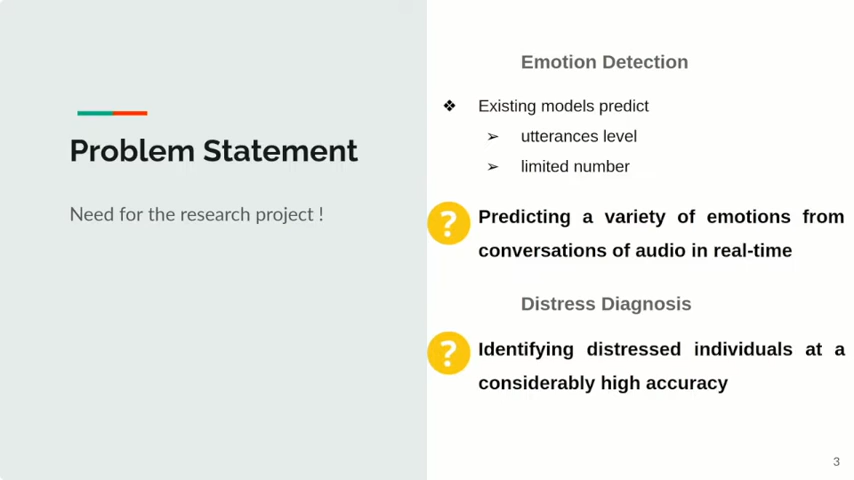 Problem Statement
Need for the research project !
Emotion Detection
❖ Existing models predict
➢ utterances level
➢ limited number
? Predicting a variety of emotions from
conversations of audio in real-time
Distress Diagnosis
? Identifying distressed individuals at a
considerably high accuracy
3